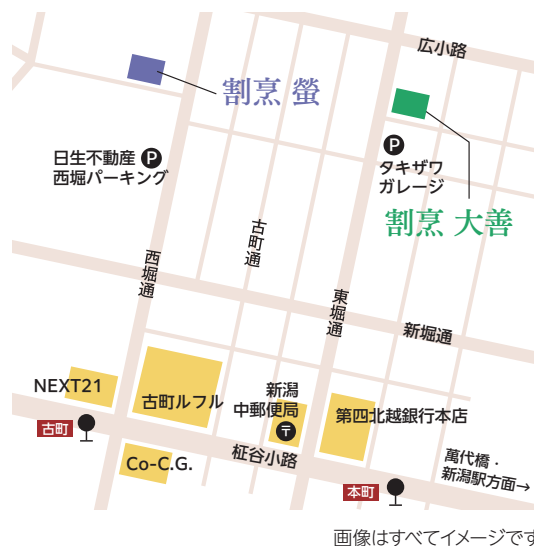 広小路
割烹 螢
日生不動産 P
西堀パーキング
P
タキザワ
ガレージ
割烹 大善
古町通
西堀通
東堀通
新堀通
NEXT21
古町ルフル
新潟
中郵便局
〒
第四北越銀行本店
古町
Co-C.G.
柾谷小路
本町
萬代橋・
新潟駅方面→
画像はすべてイメージです